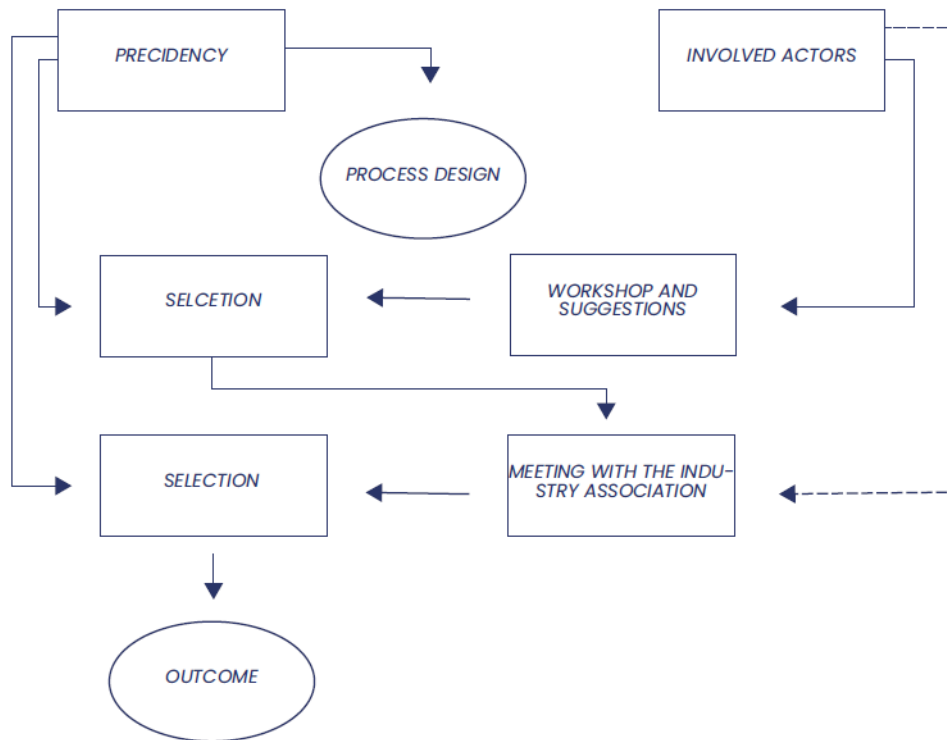 PRECIDENCY
INVOLVED ACTORS
PROCESS DESIGN
SELCETION
WORKSHOP AND
SUGGESTIONS
SELECTION
MEETING WITH THE INDU-
STRY ASSOCIATION
OUTCOME